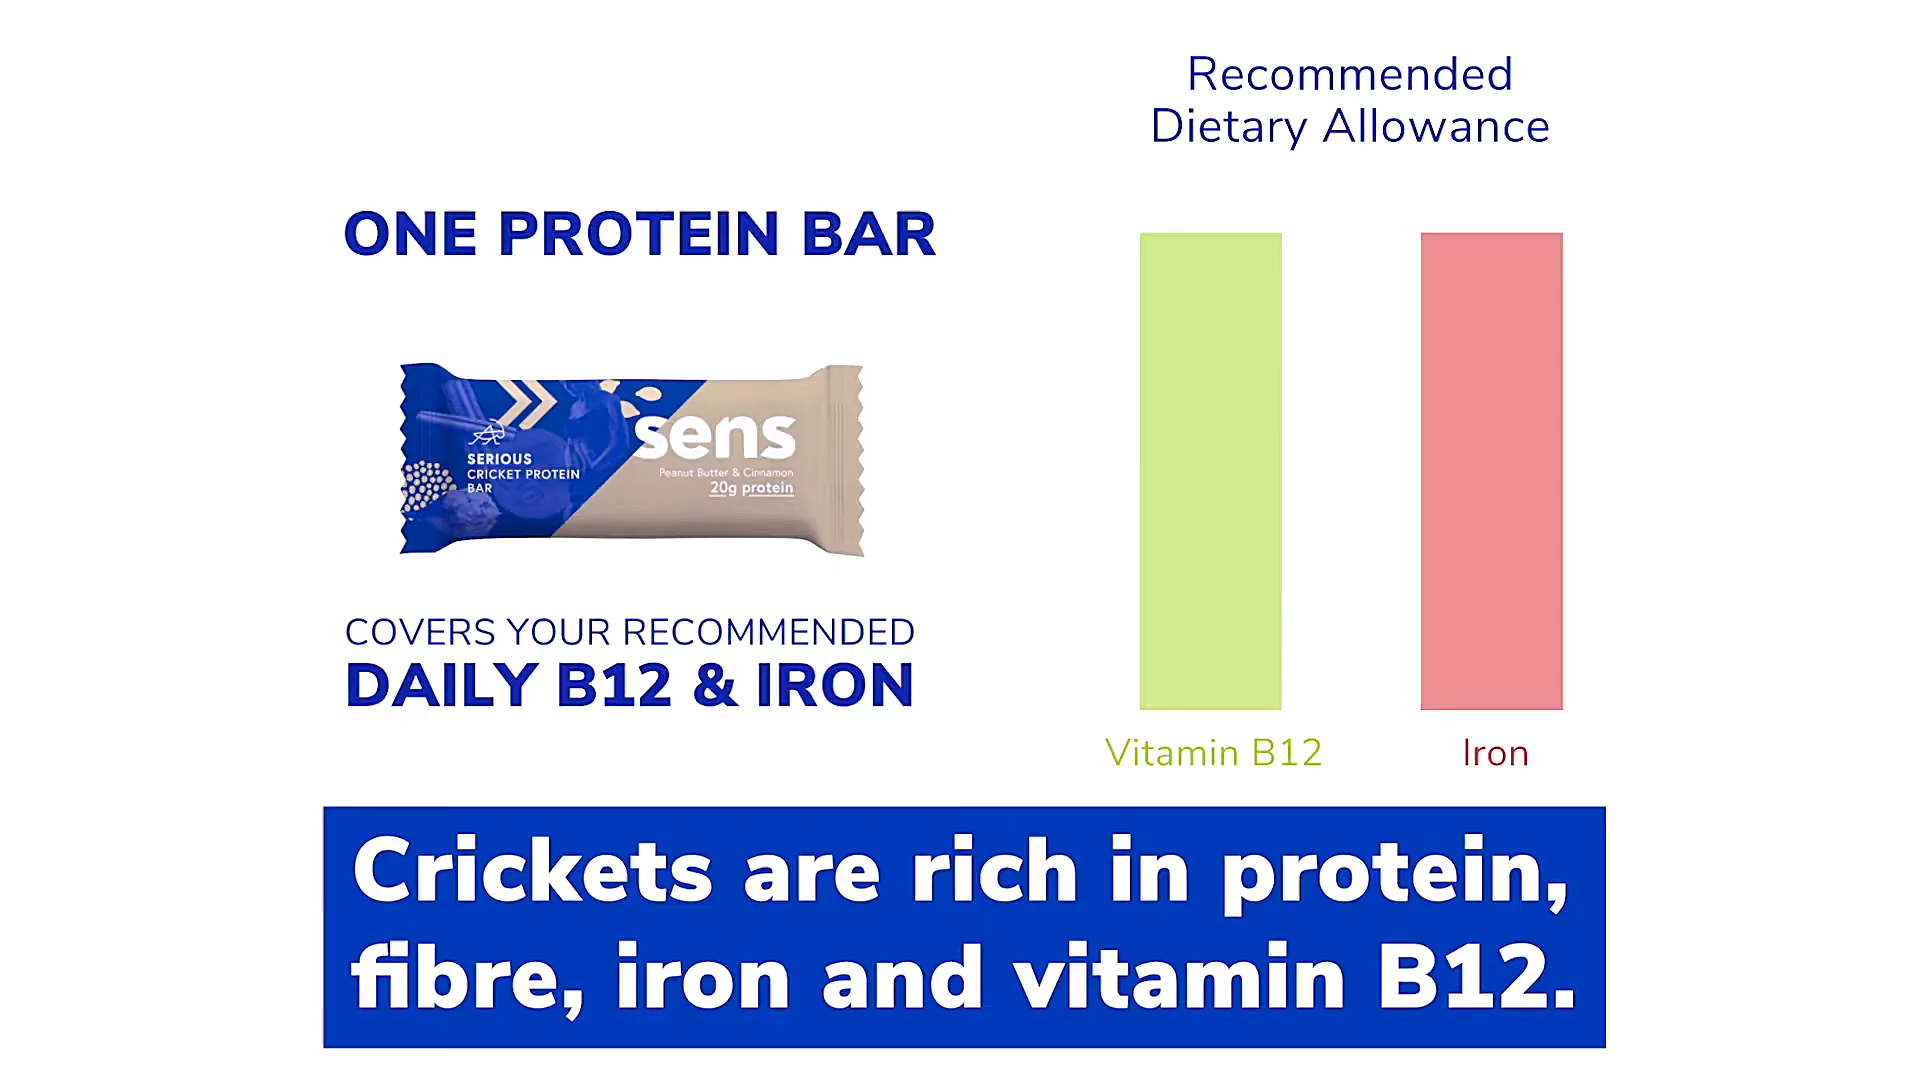 Recommended
Dietary Allowance
ONE PROTEIN BAR
sens
Peanut Butter & Cinnamon
20g protein
SERIOUS
CRICKET PROTEIN
BAR
COVERS YOUR RECOMMENDED
DAILY B12 & IRON
Vitamin B12
Iron
Crickets are rich in protein,
fibre, iron and vitamin B12.